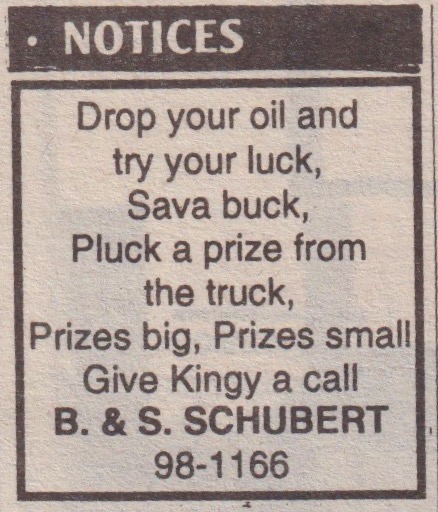 • NOTICES
Drop your oil and
try your luck,
Sava buck,
Pluck a prize from
the truck,
Prizes big, Prizes small
Give Kingy a call
B. & S. SCHUBERT
98-1166